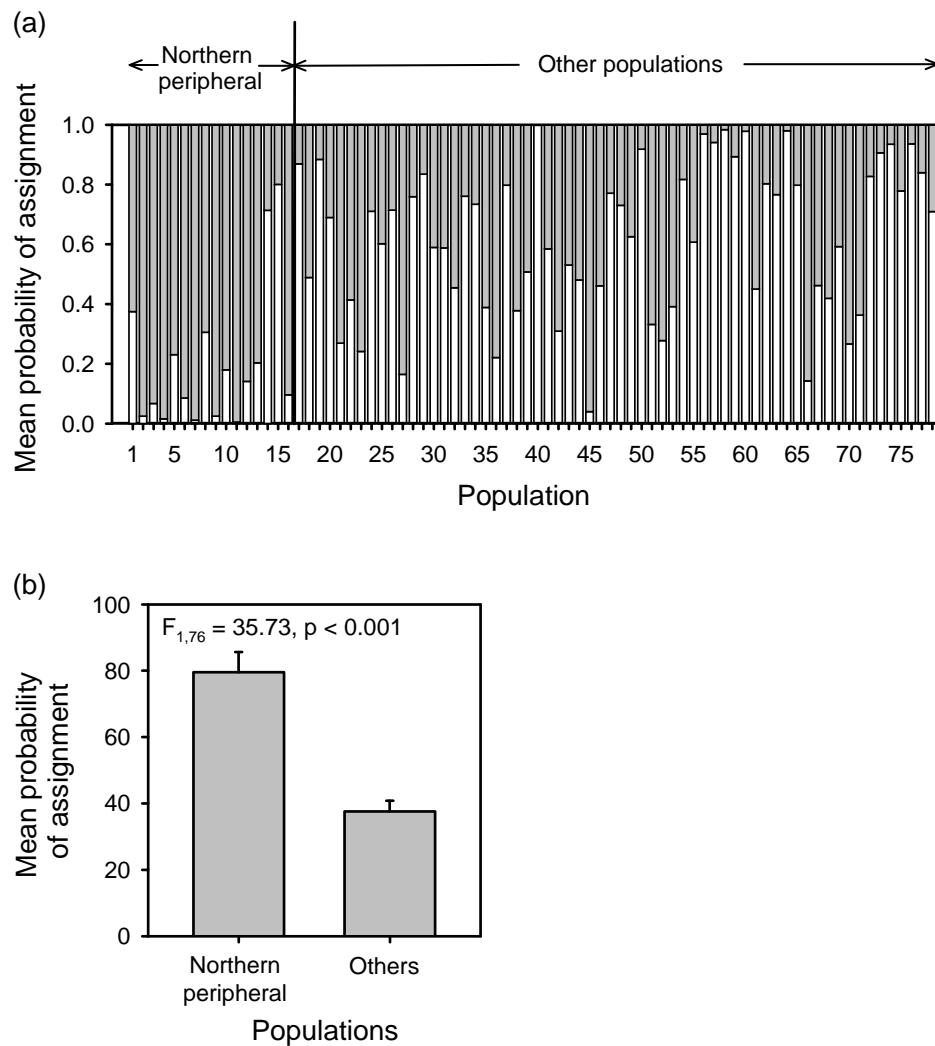 (a)
Northern
peripheral
Other populations
Mean probability of assignment
1.0
0.8
0.6
0.4
0.2
0.0
1 5 10 15 20 25 30 35 40 45 50 55 60 65 70 75
Population
(b)
Mean probability
of assignment
100
80
60
40
20
0
F1,76 = 35.73, p < 0.001
Northern
peripheral
Others
Populations